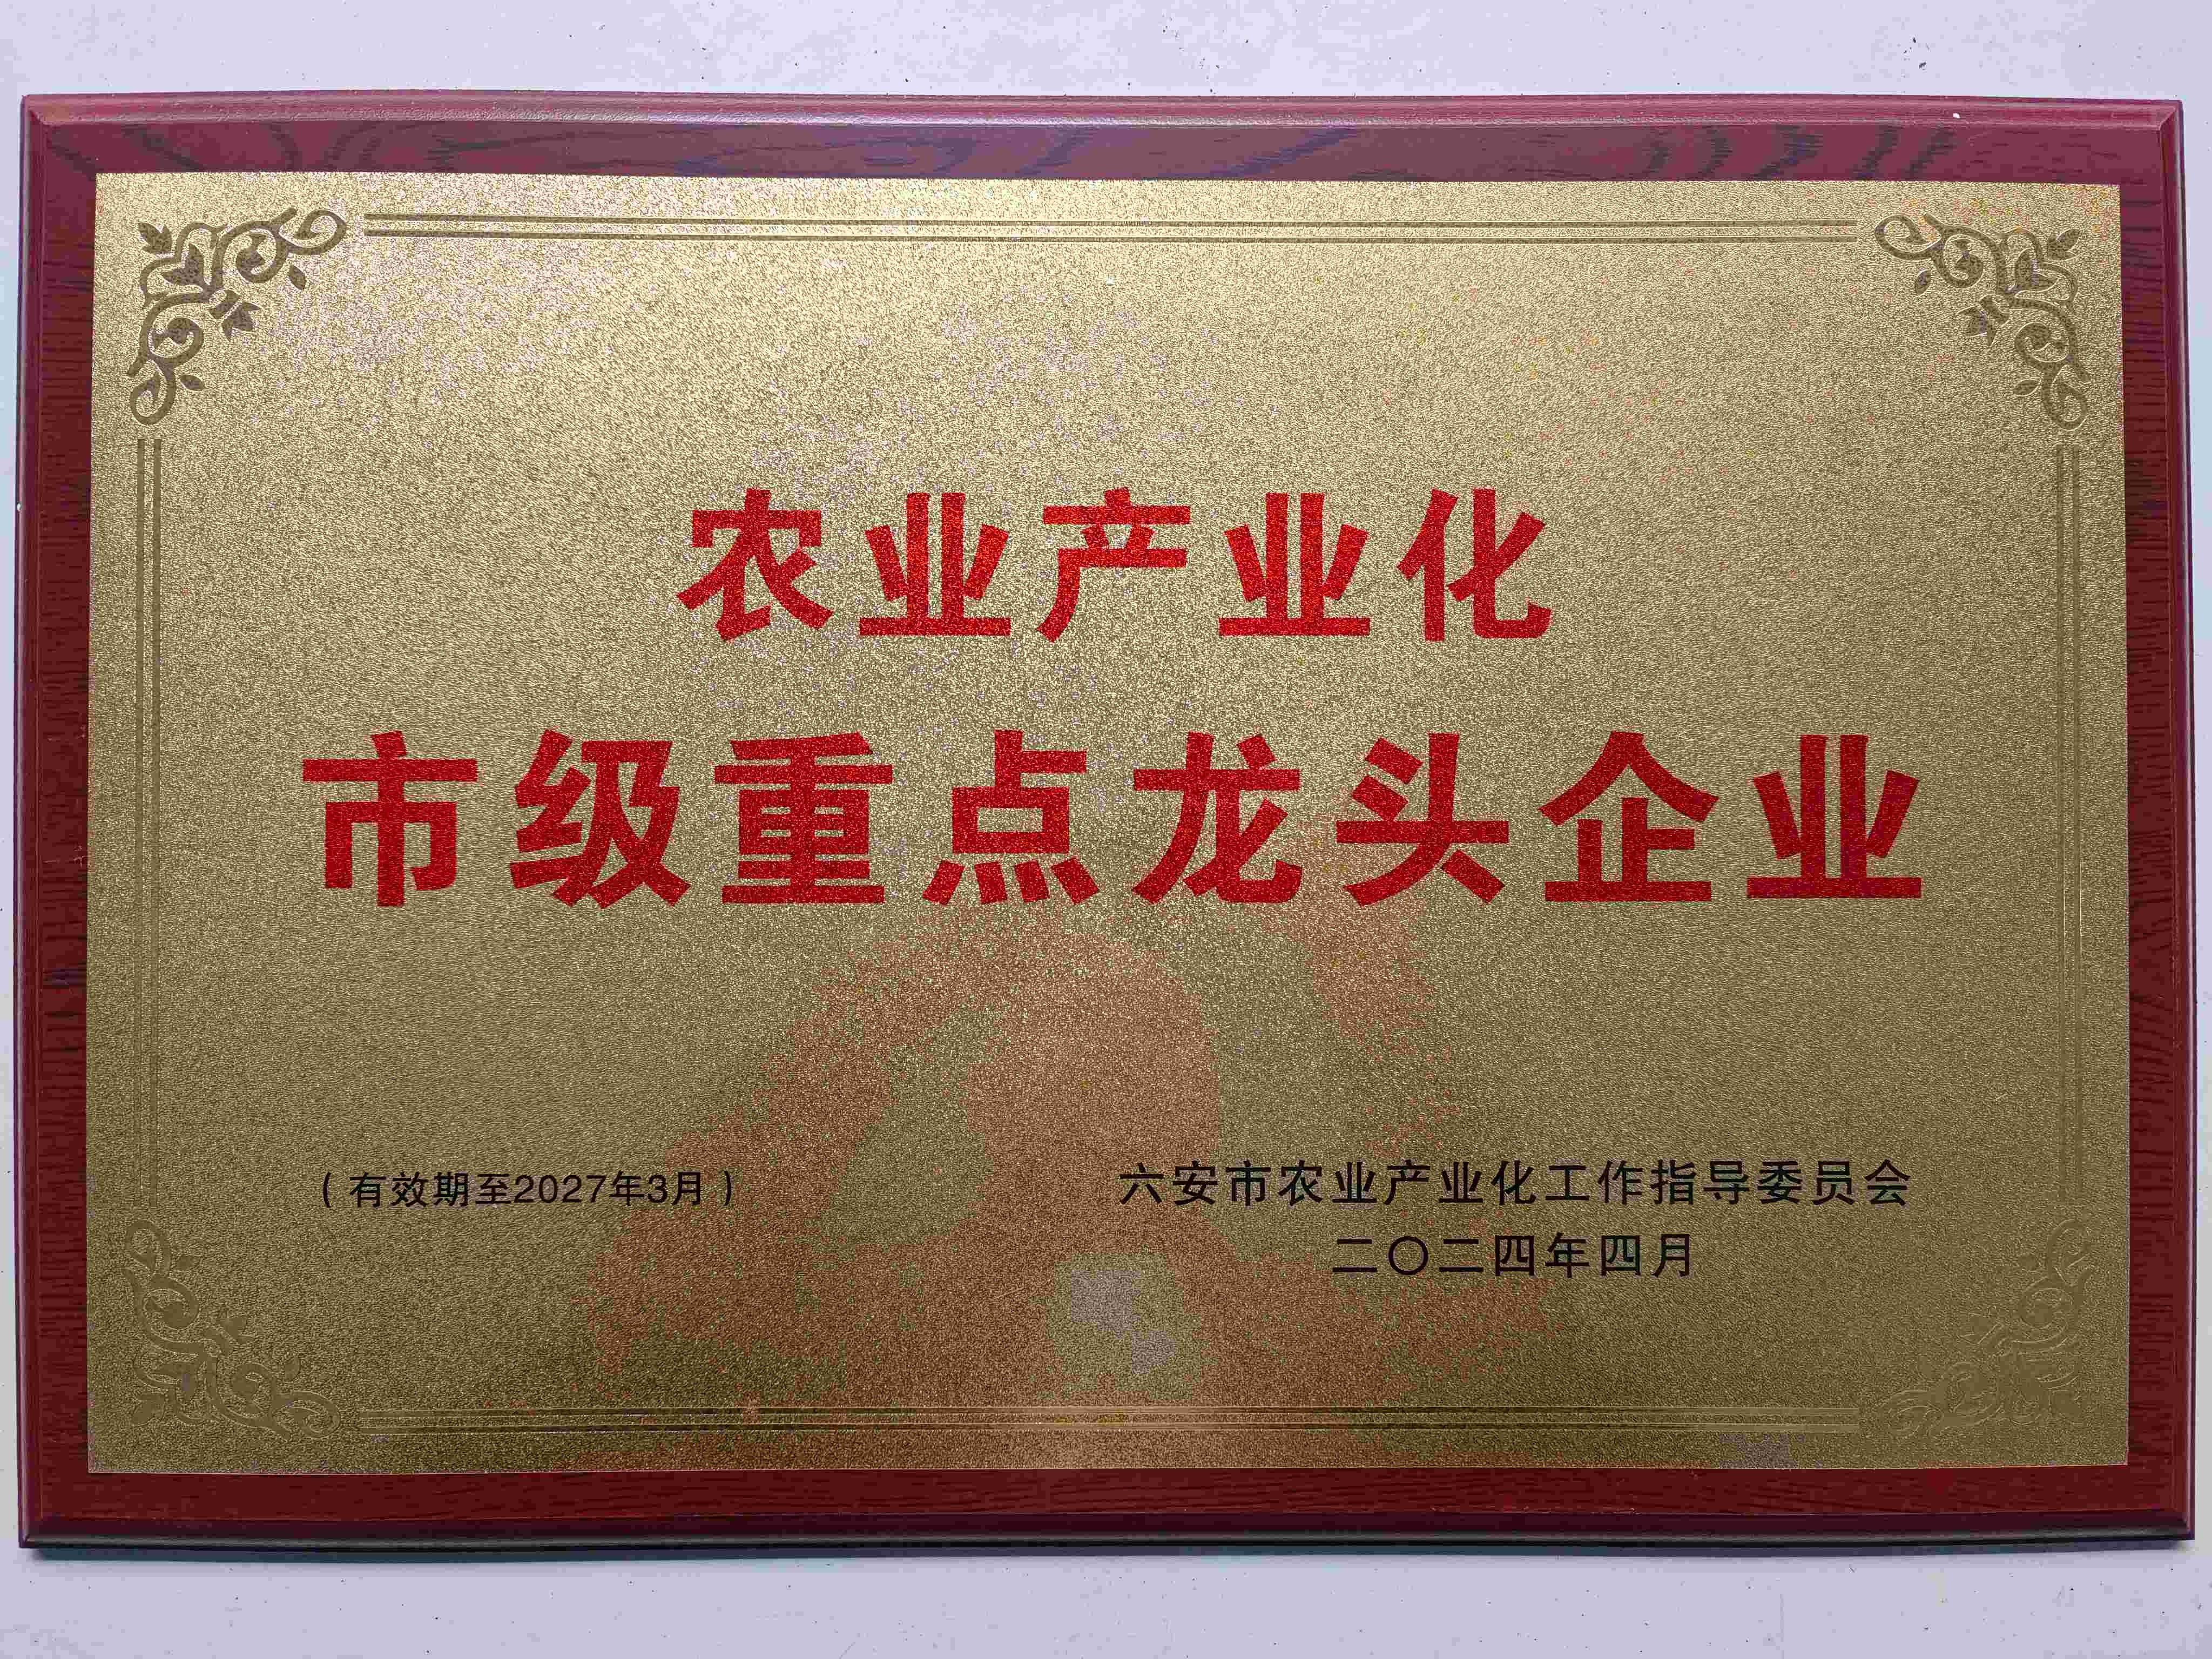 农业产业化
市级重点龙头企业
（有效期至2027年3月）
六安市农业产业化工作指导委员会
二〇二四年四月